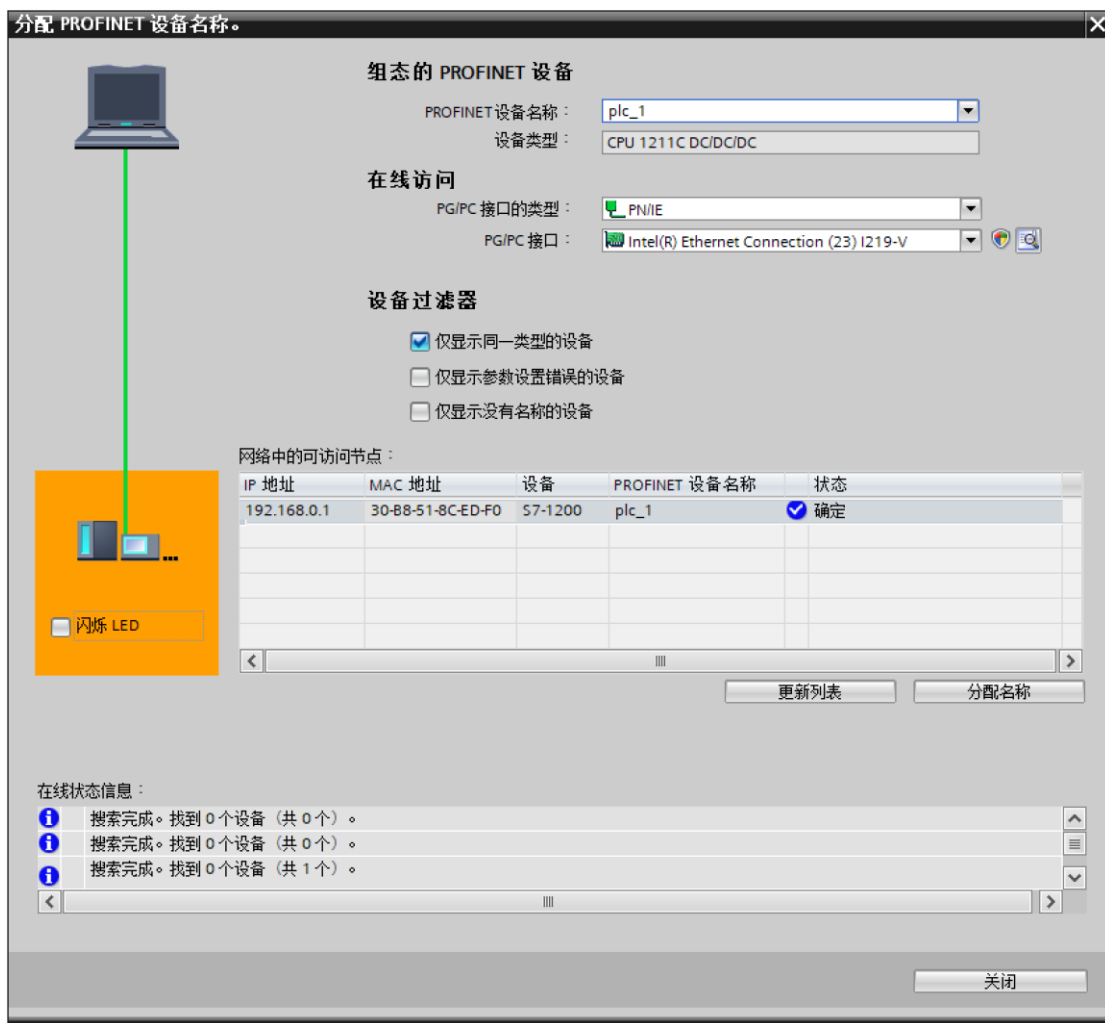 分配 PROFINET 设备名称。
组态的 PROFINET 设备
PROFINET设备名称： plc_1
设备类型： CPU 1211C DC/DC/DC
在线访问
PG/PC 接口的类型： PN/IE
PG/PC 接口： Intel(R) Ethernet Connection (23) I219-V
设备过滤器
仅显示同一类型的设备
仅显示参数设置错误的设备
仅显示没有名称的设备
网络中的可访问节点：
IP 地址 MAC 地址 设备 PROFINET 设备名称 状态
192.168.0.1 30-B8-51-8C-ED-F0 S7-1200 plc_1 确定
闪烁 LED
更新列表 分配名称
在线状态信息：
搜索完成。找到 0 个设备（共 0 个）。
搜索完成。找到 0 个设备（共 0 个）。
搜索完成。找到 0 个设备（共 1 个）。
关闭